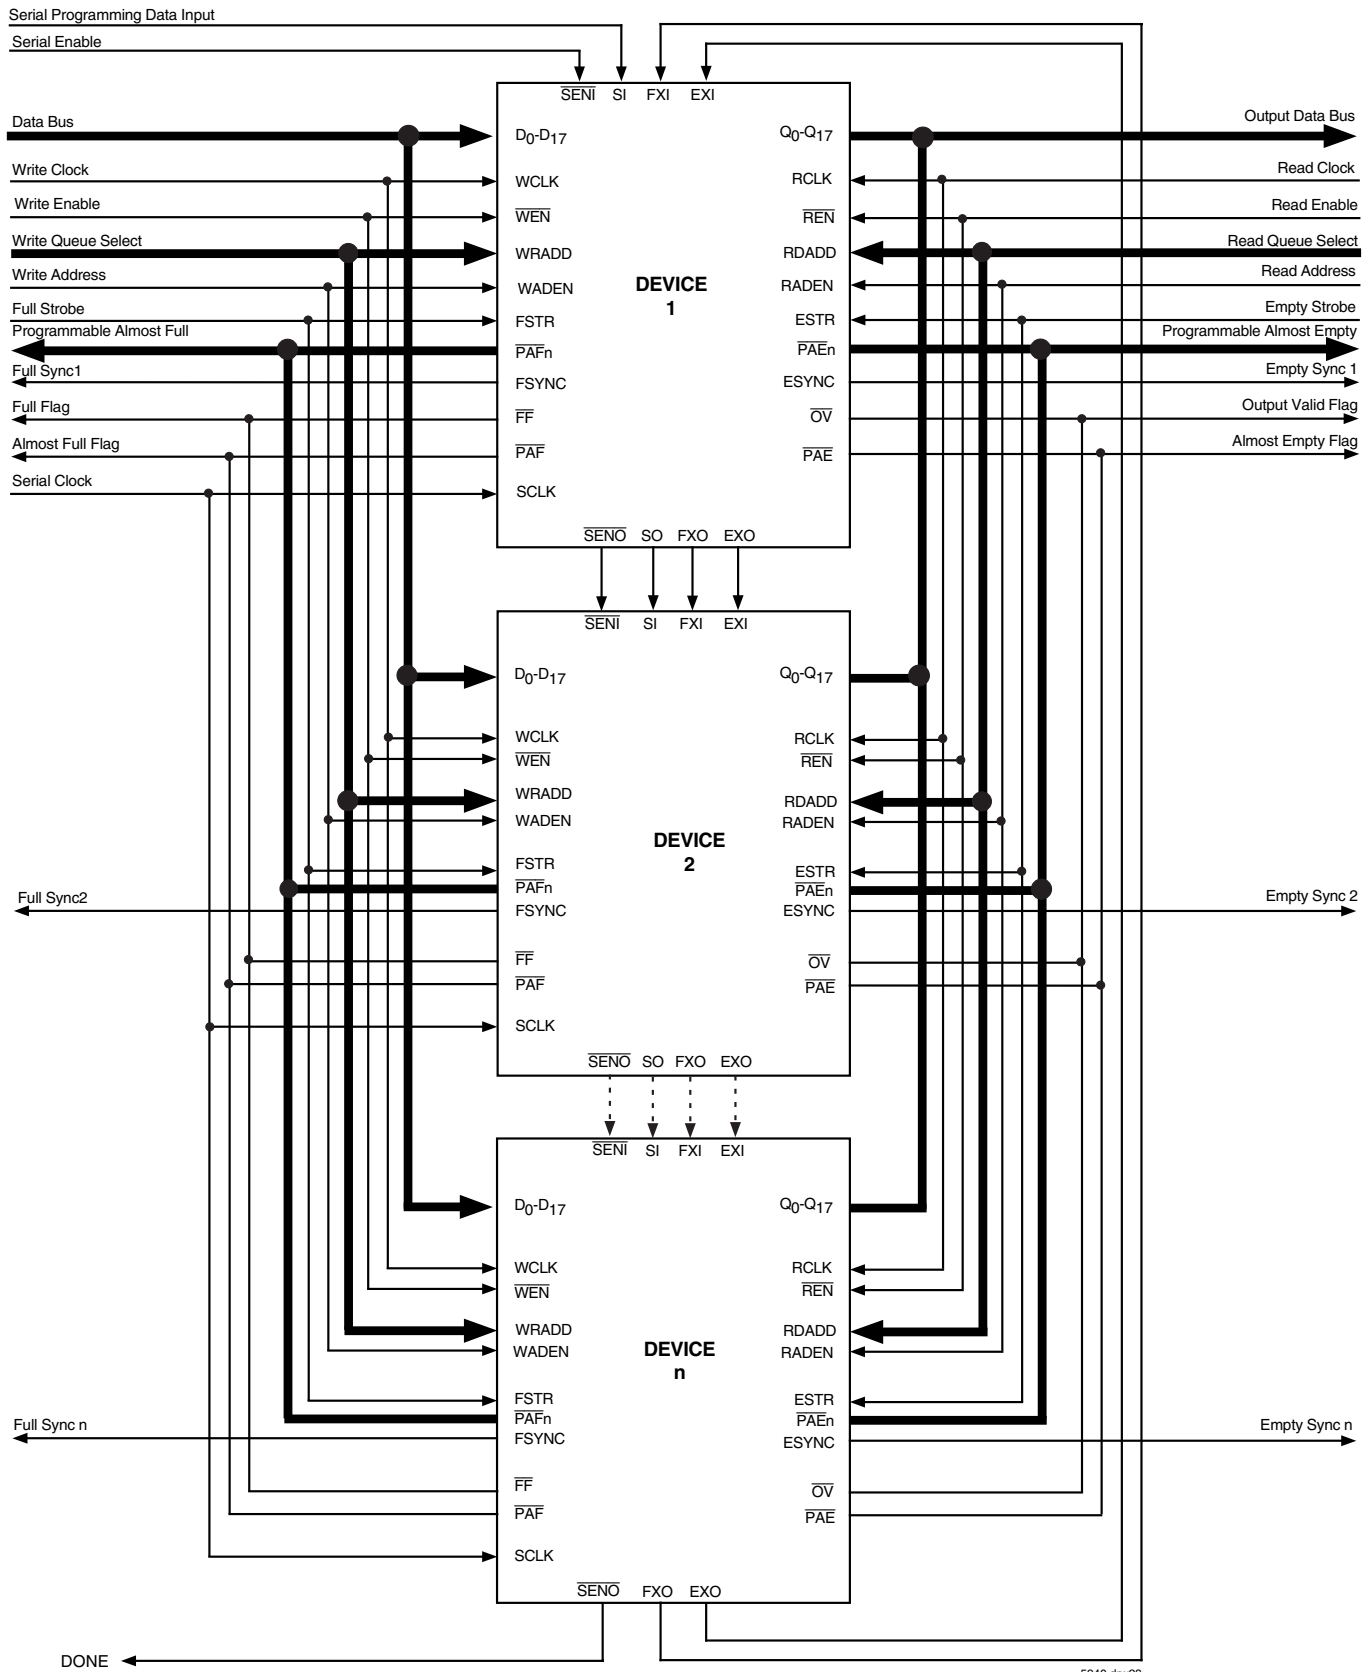 Serial Programming Data Input
Serial Enable
SENI SI FXI EXI
Data Bus
D0-D17
Q0-Q17
Output Data Bus
Write Clock
WCLK
RCLK
Read Clock
Write Enable
WEN
REN
Read Enable
Write Queue Select
WRADD
RDADD
Read Queue Select
Write Address
WADEN
DEVICE
1
RADEN
Read Address
Full Strobe
FSTR
ESTR
Empty Strobe
Programmable Almost Full
PAFn
PAEn
Programmable Almost Empty
Full Sync1
FSYNC
ESYNC
Empty Sync 1
Full Flag
FF
OV
Output Valid Flag
Almost Full Flag
PAF
PAE
Almost Empty Flag
Serial Clock
SCLK
SENO SO FXO EXO
SENI SI FXI EXI
D0-D17
Q0-Q17
WCLK
RCLK
WEN
REN
WRADD
RDADD
WADEN
RADEN
DEVICE
2
FSTR
ESTR
PAFn
PAEn
Full Sync2
FSYNC
ESYNC
Empty Sync 2
FF
OV
PAF
PAE
SCLK
SENO SO FXO EXO
SENI SI FXI EXI
D0-D17
Q0-Q17
WCLK
RCLK
WEN
REN
WRADD
RDADD
WADEN
RADEN
DEVICE
n
FSTR
ESTR
PAFn
PAEn
Full Sync n
FSYNC
ESYNC
Empty Sync n
FF
OV
PAF
PAE
SCLK
SENO FXO EXO
DONE